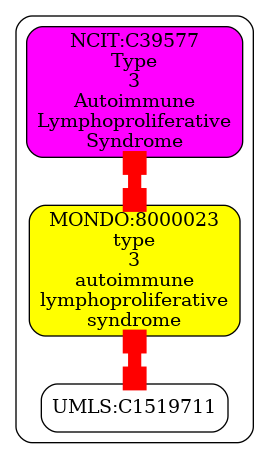 NCIT:C39577
Type
3
Autoimmune
Lymphoproliferative
Syndrome
MONDO:8000023
type
3
autoimmune
lymphoproliferative
syndrome
UMLS:C1519711